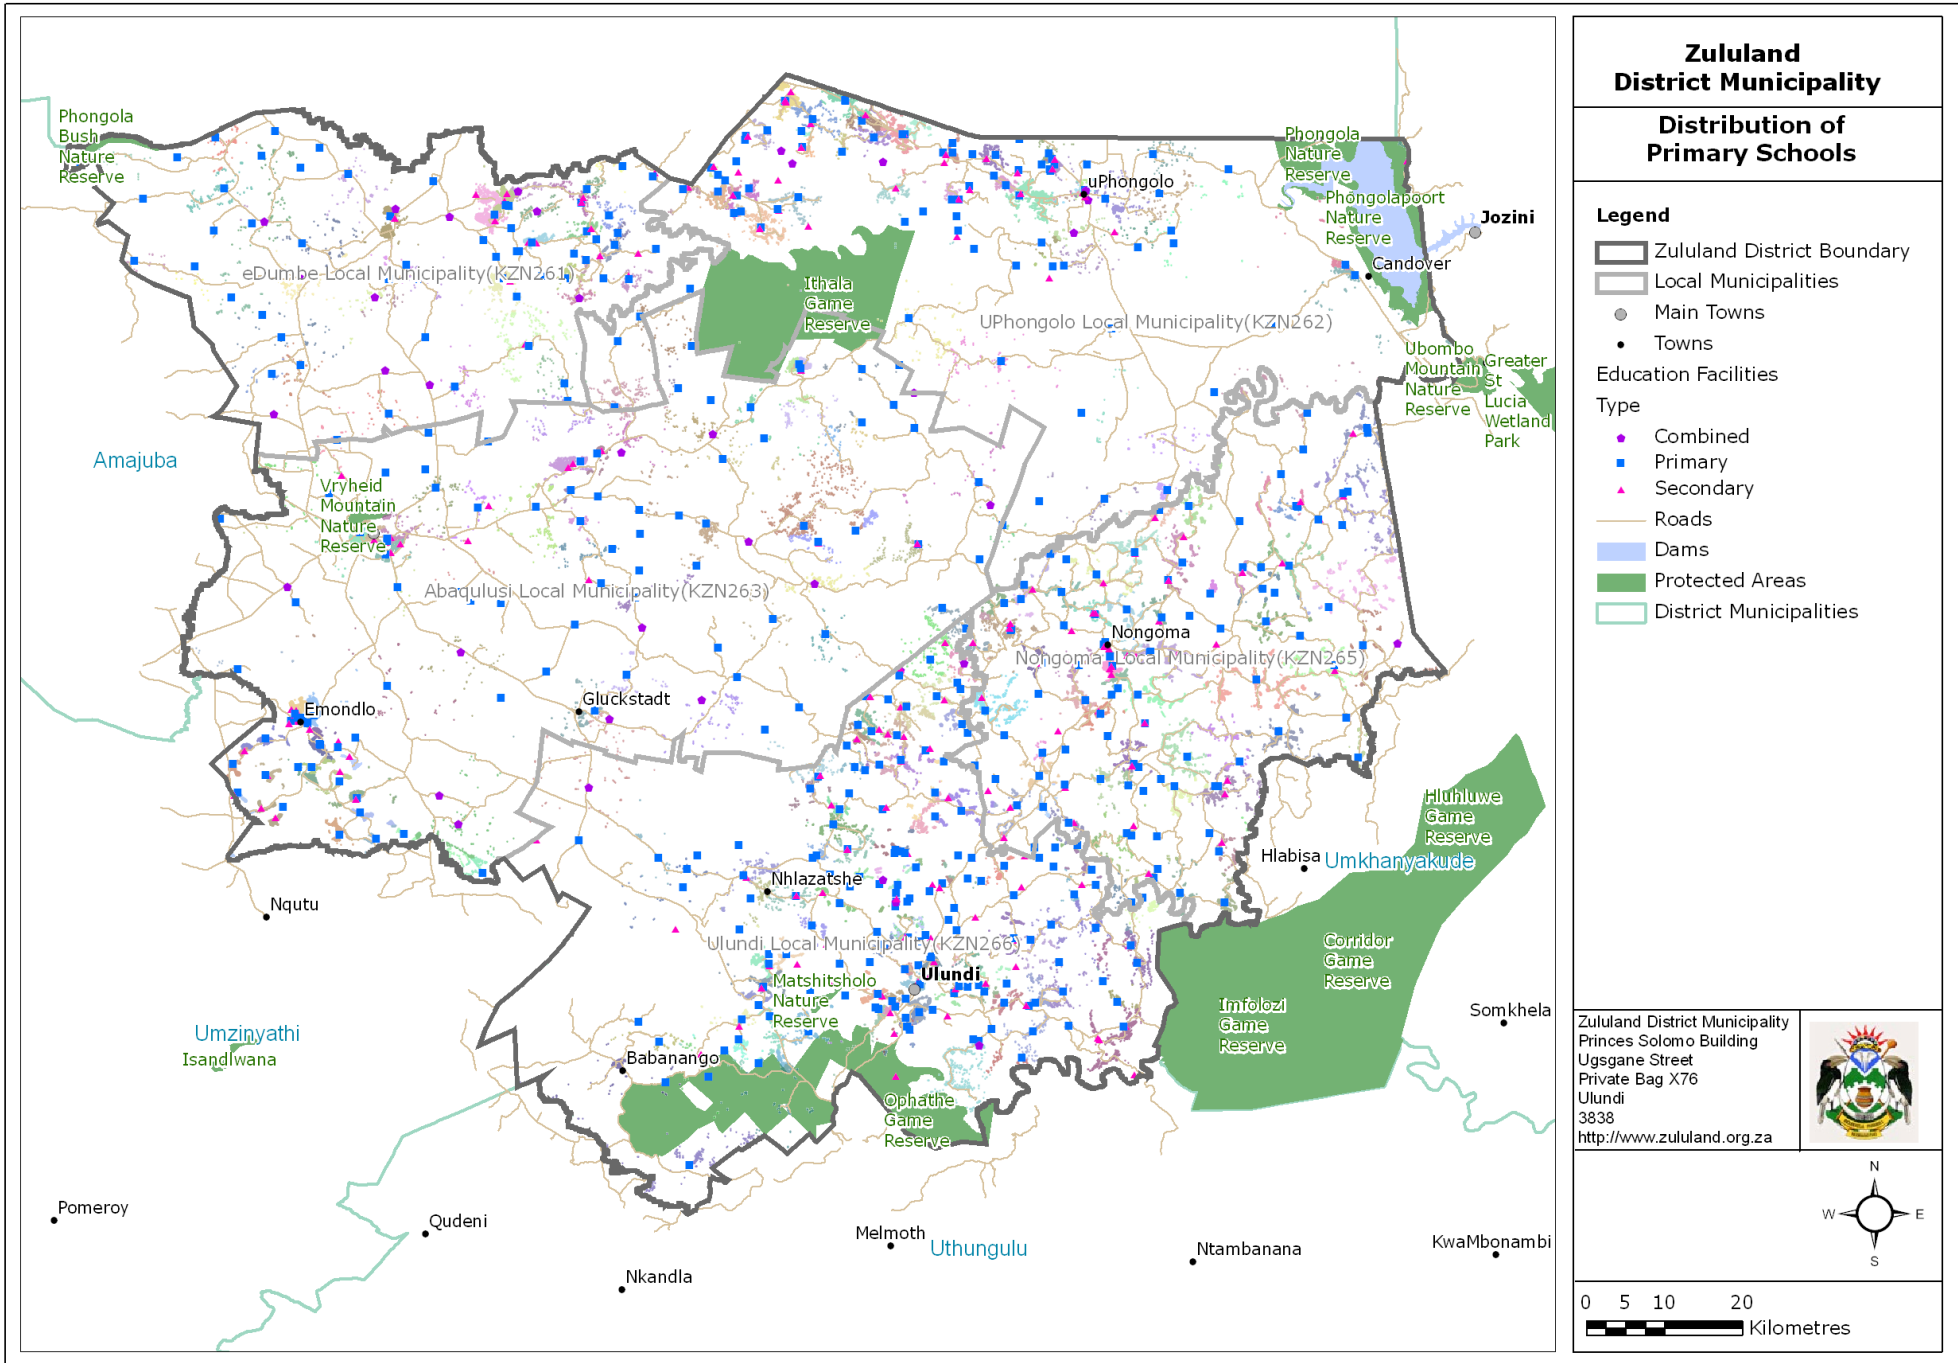 Zululand
District Municipality
Distribution of
Primary Schools
Legend
Zululand District Boundary
Local Municipalities
Main Towns
Towns
Education Facilities
Type
Combined
Primary
Secondary
Roads
Dams
Protected Areas
District Municipalities
Zululand District Municipality
Princes Solomo Building
Ugsgane Street
Private Bag X76
Ulundi
3838
http://www.zululand.org.za
N
W
E
S
0 5 10 20
Kilometres
Phongola
Bush
Nature
Reserve
Phongola
Nature
Reserve
uPhongolo
Phongolapoort
Nature
Reserve
Jozini
Candover
eDumbe Local Municipality(KZN261)
Ithala
Game
Reserve
UPhongolo Local Municipality(KZN262)
Ubombo
Mountain
Nature
Reserve
Greater
St
Lucia
Wetland
Park
Amajuba
Vryheid
Mountain
Nature
Reserve
Abaqulusi Local Municipality(KZN263)
Nongoma
Nongoma Local Municipality(KZN265)
Gluckstadt
Emondlo
Hluhluwe
Game
Reserve
Hlabisa
Umkhanyakude
Nhlazatshe
Nqutu
Ulundi Local Municipality(KZN266)
Corridor
Game
Reserve
Ulundi
Matshitsholo
Nature
Reserve
Imfolozi
Game
Reserve
Somkhela
Umzinyathi
Isandlwana
Babanango
Ophathe
Game
Reserve
Pomeroy
Qudeni
Melmoth
Uthungulu
Ntambanana
KwaMbonambi
Nkandla